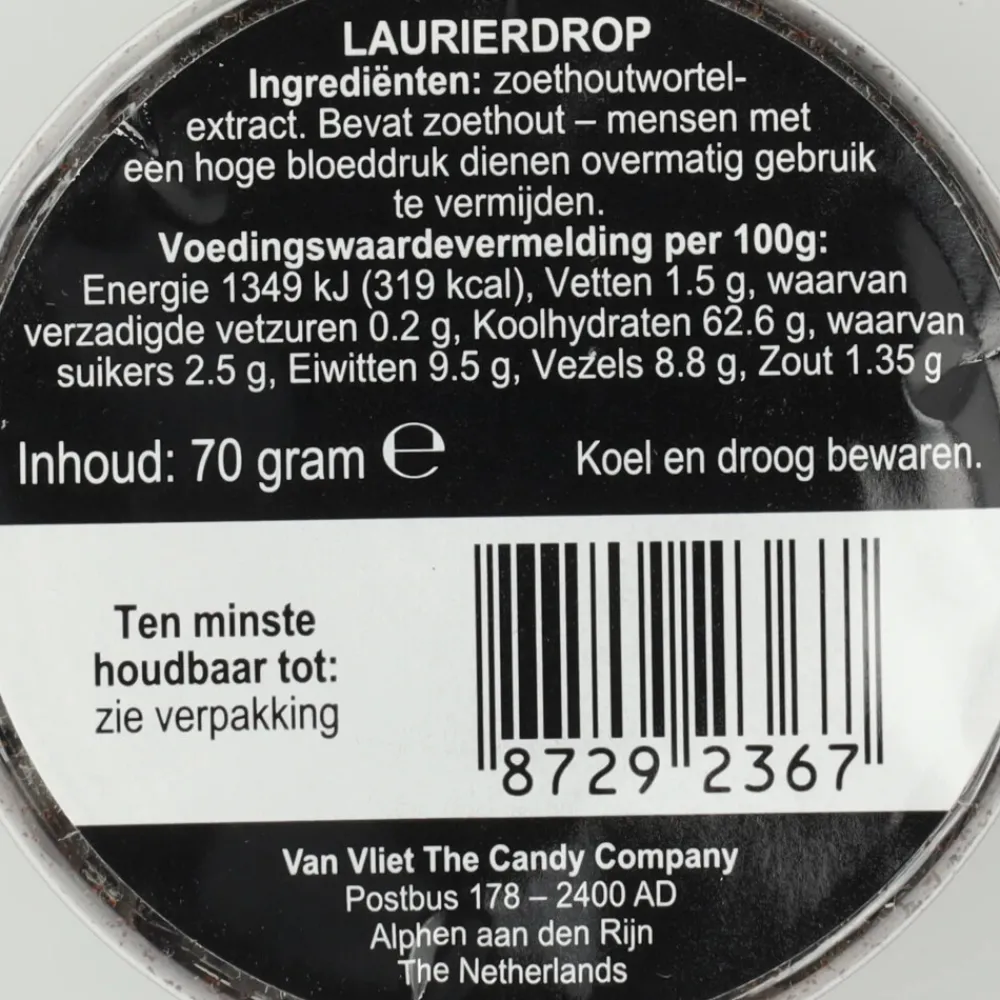 LAURIERDROP
Ingrediënten: zoethoutwortel-
extract. Bevat zoethout – mensen met
een hoge bloeddruk dienen overmatig gebruik
te vermijden.
Voedingswaardevermelding per 100g:
Energie 1349 kJ (319 kcal), Vetten 1.5 g, waarvan
verzadigde vetzuren 0.2 g, Koolhydraten 62.6 g, waarvan
suikers 2.5 g, Eiwitten 9.5 g, Vezels 8.8 g, Zout 1.35 g
Inhoud: 70 gram ℮
Koel en droog bewaren.
Ten minste
houdbaar tot:
zie verpakking
8729 2367
Van Vliet The Candy Company
Postbus 178 – 2400 AD
Alphen aan den Rijn
The Netherlands